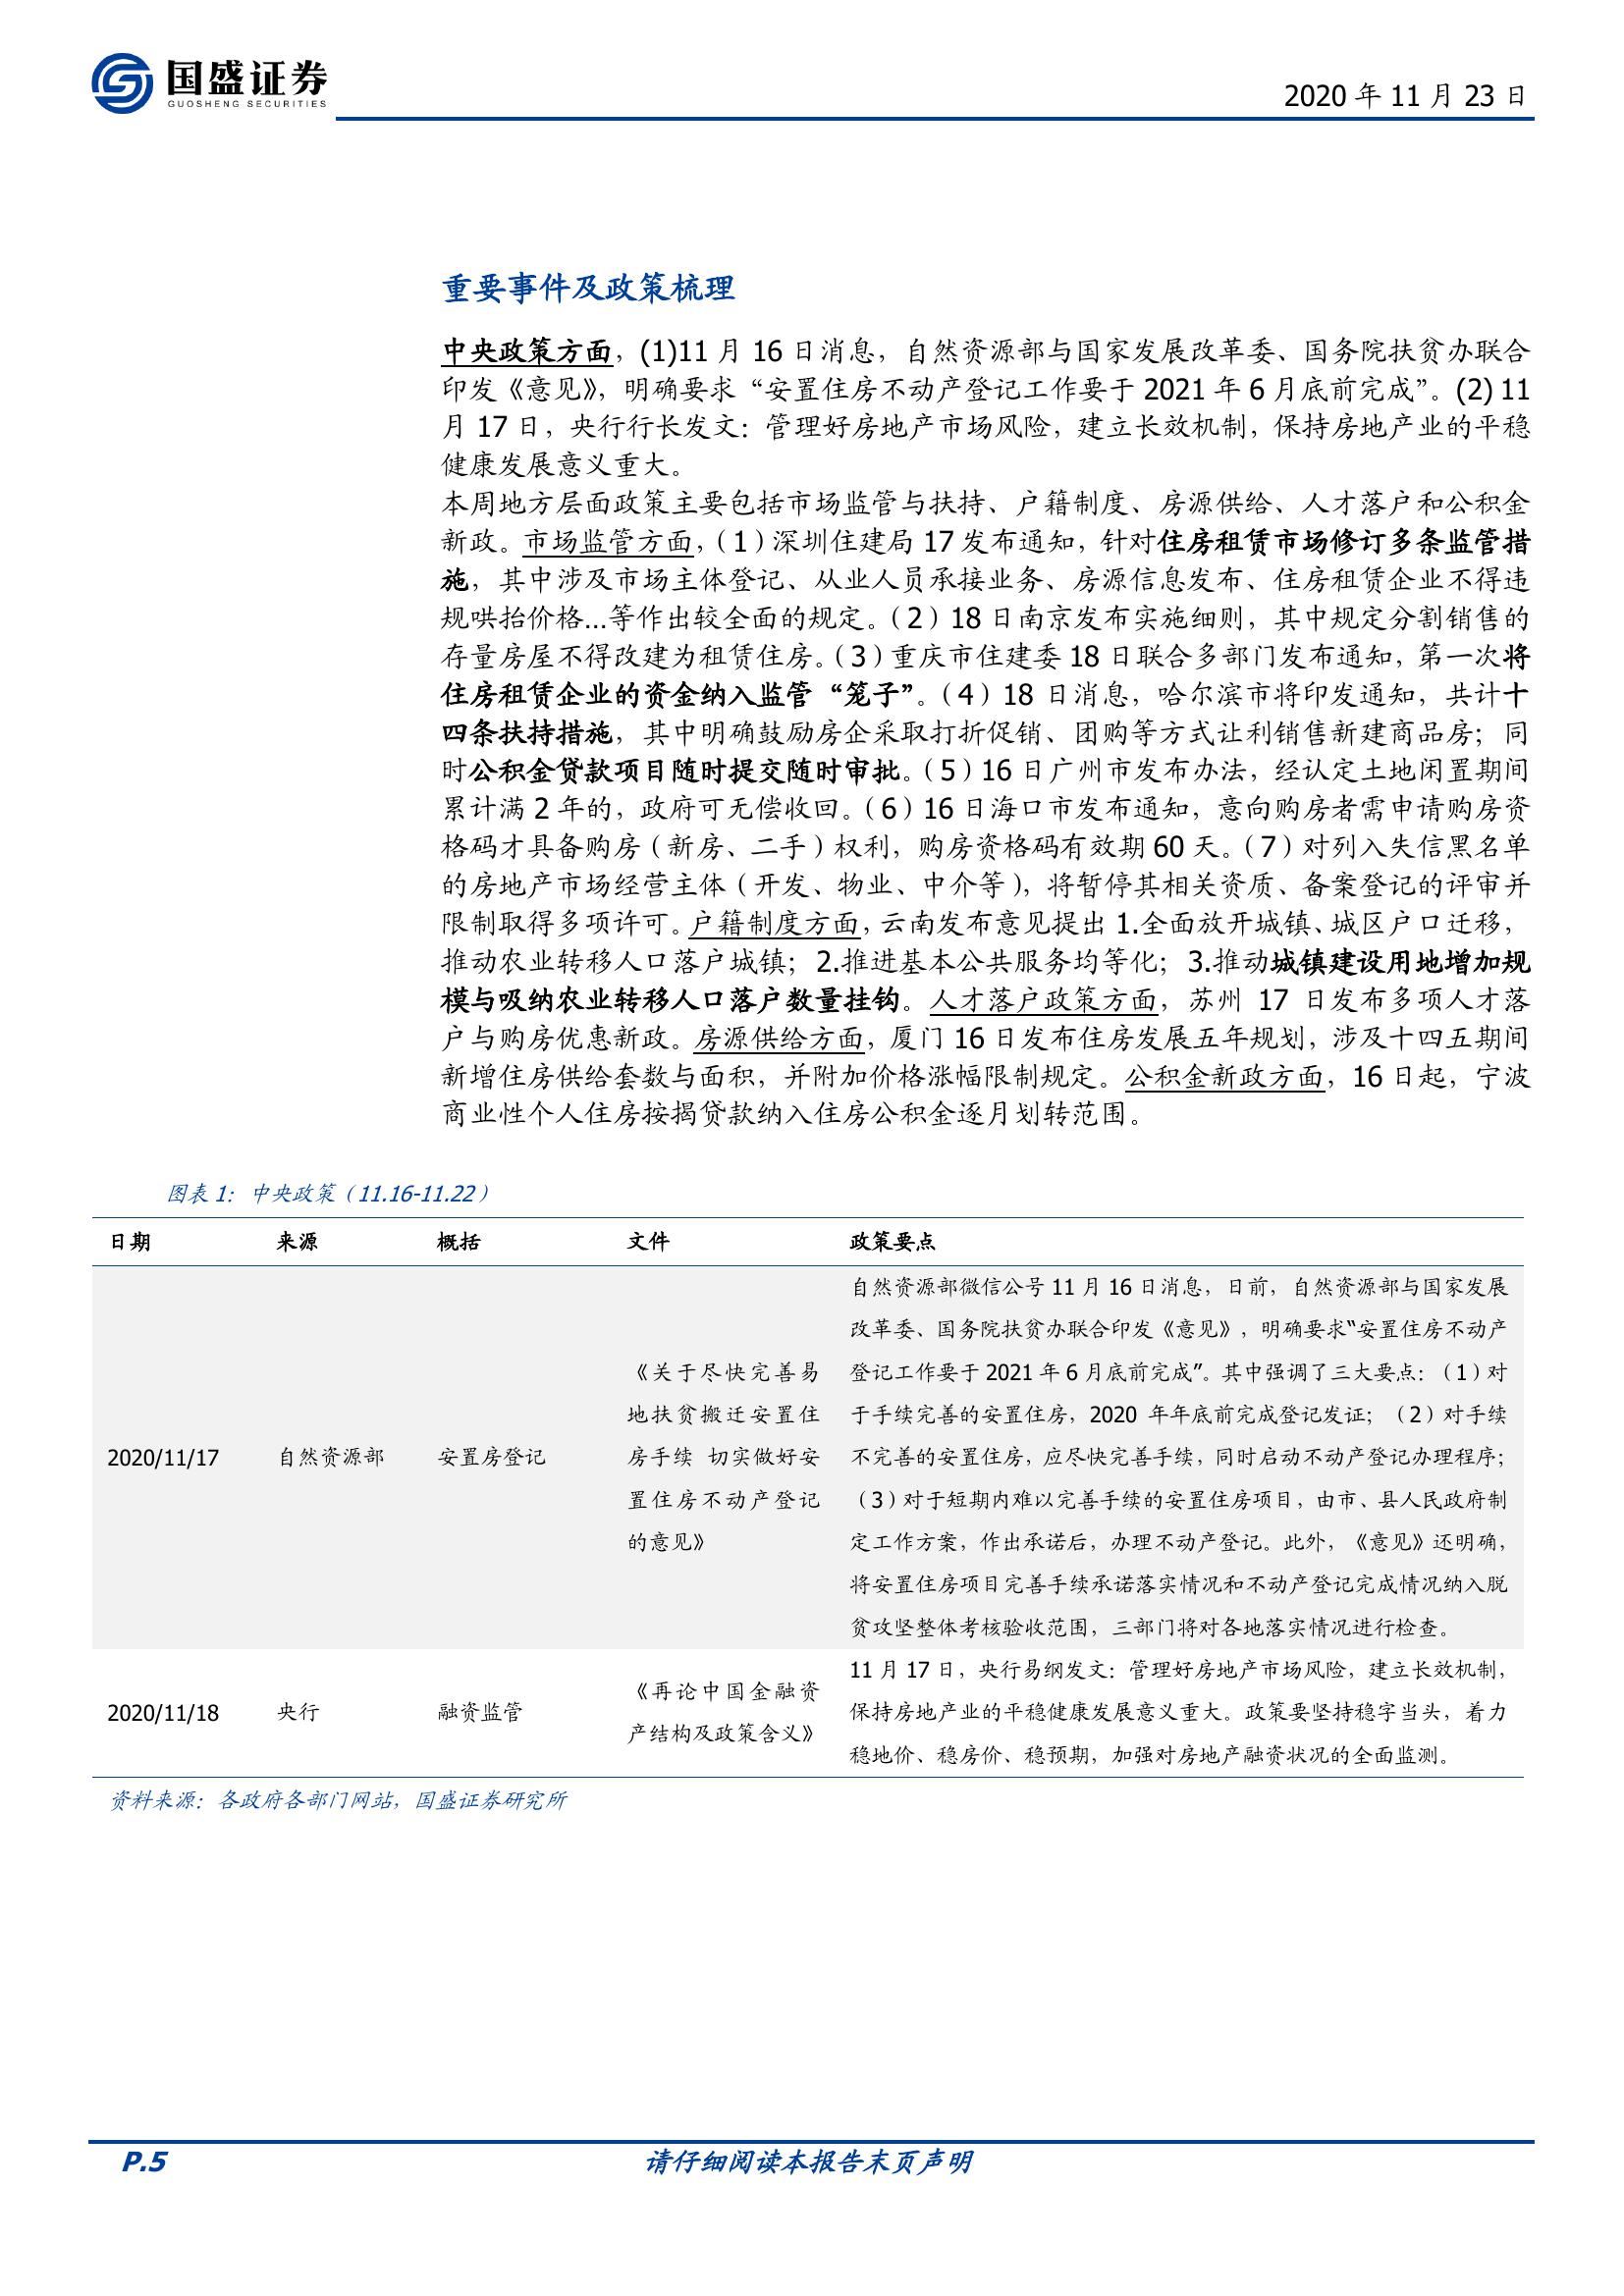 国盛证券
GUOSHENG SECURITIES
2020 年 11 月 23 日
重要事件及政策梳理
中央政策方面，(1)11 月 16 日消息，自然资源部与国家发展改革委、国务院扶贫办联合
印发《意见》，明确要求“安置住房不动产登记工作要于 2021 年 6 月底前完成”。(2) 11
月 17 日，央行行长发文：管理好房地产市场风险，建立长效机制，保持房地产业的平稳
健康发展意义重大。
本周地方层面政策主要包括市场监管与扶持、户籍制度、房源供给、人才落户和公积金
新政。市场监管方面，（1）深圳住建局 17 发布通知，针对住房租赁市场修订多条监管措
施，其中涉及市场主体登记、从业人员承接业务、房源信息发布、住房租赁企业不得违
规哄抬价格…等作出较全面的规定。（2）18 日南京发布实施细则，其中规定分割销售的
存量房屋不得改建为租赁住房。（3）重庆市住建委 18 日联合多部门发布通知，第一次将
住房租赁企业的资金纳入监管“笼子”。（4）18 日消息，哈尔滨市将印发通知，共计十
四条扶持措施，其中明确鼓励房企采取打折促销、团购等方式让利销售新建商品房；同
时公积金贷款项目随时提交随时审批。（5）16 日广州市发布办法，经认定土地闲置期间
累计满 2 年的，政府可无偿收回。（6）16 日海口市发布通知，意向购房者需申请购房资
格码才具备购房（新房、二手）权利，购房资格码有效期 60 天。（7）对列入失信黑名单
的房地产市场经营主体（开发、物业、中介等），将暂停其相关资质、备案登记的评审并
限制取得多项许可。户籍制度方面，云南发布意见提出 1.全面放开城镇、城区户口迁移，
推动农业转移人口落户城镇；2.推进基本公共服务均等化；3.推动城镇建设用地增加规
模与吸纳农业转移人口落户数量挂钩。人才落户政策方面，苏州 17 日发布多项人才落
户与购房优惠新政。房源供给方面，厦门 16 日发布住房发展五年规划，涉及十四五期间
新增住房供给套数与面积，并附加价格涨幅限制规定。公积金新政方面，16 日起，宁波
商业性个人住房按揭贷款纳入住房公积金逐月划转范围。
图表 1：中央政策（11.16-11.22）
日期 来源 概括 文件 政策要点
2020/11/17 自然资源部 安置房登记
《关于尽快完善易
地扶贫搬迁安置住
房手续 切实做好安
置住房不动产登记
的意见》
自然资源部微信公号 11 月 16 日消息，日前，自然资源部与国家发展
改革委、国务院扶贫办联合印发《意见》，明确要求“安置住房不动产
登记工作要于 2021 年 6 月底前完成”。其中强调了三大要点：（1）对
于手续完善的安置住房，2020 年年底前完成登记发证；（2）对手续
不完善的安置住房，应尽快完善手续，同时启动不动产登记办理程序；
（3）对于短期内难以完善手续的安置住房项目，由市、县人民政府制
定工作方案，作出承诺后，办理不动产登记。此外，《意见》还明确，
将安置住房项目完善手续承诺落实情况和不动产登记完成情况纳入脱
贫攻坚整体考核验收范围，三部门将对各地落实情况进行检查。
2020/11/18 央行 融资监管
《再论中国金融资
产结构及政策含义》
11 月 17 日，央行易纲发文：管理好房地产市场风险，建立长效机制，
保持房地产业的平稳健康发展意义重大。政策要坚持稳字当头，着力
稳地价、稳房价、稳预期，加强对房地产融资状况的全面监测。
资料来源：各政府各部门网站，国盛证券研究所
P.5 请仔细阅读本报告末页声明